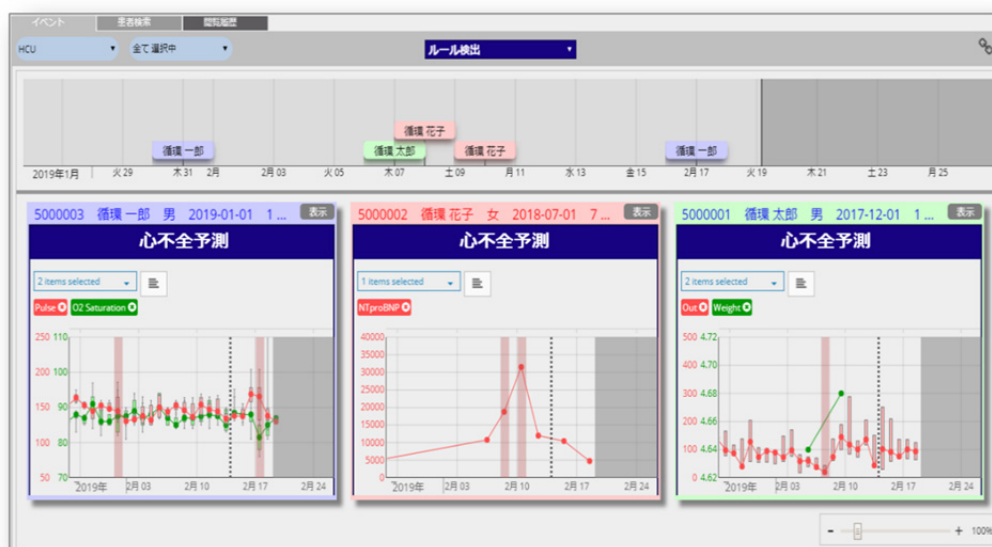 イベント 患者検索 閲覧履歴
HCU 全て選択中 ルール検出
循環 花子
循環 一郎 循環 太郎 循環 花子 循環 一郎
2019年1月 火 29 木 31 2月 2月 03 火 05 木 07 土 09 月 11 水 13 金 15 2月 17 火 19 木 21 土 23 月 25
5000003 循環 一郎 男 2019-01-01 1 ... 表示
心不全予測
2 items selected
Pulse O2 Saturation
250 110
200 100
150 90
100 80
50 70
2019年 2月 03 2月 10 2月 17 2月 24
5000002 循環 花子 女 2018-07-01 7 ... 表示
心不全予測
1 items selected
NTproBNP
40000
35000
30000
25000
20000
15000
10000
5000
0
2019年 2月 03 2月 10 2月 17 2月 24
5000001 循環 太郎 男 2017-12-01 1 ... 表示
心不全予測
2 items selected
Out Weight
500 4.72
400 4.70
300 4.68
200 4.66
100 4.64
0 4.62
2019年 2月 03 2月 10 2月 17 2月 24
- + 100%